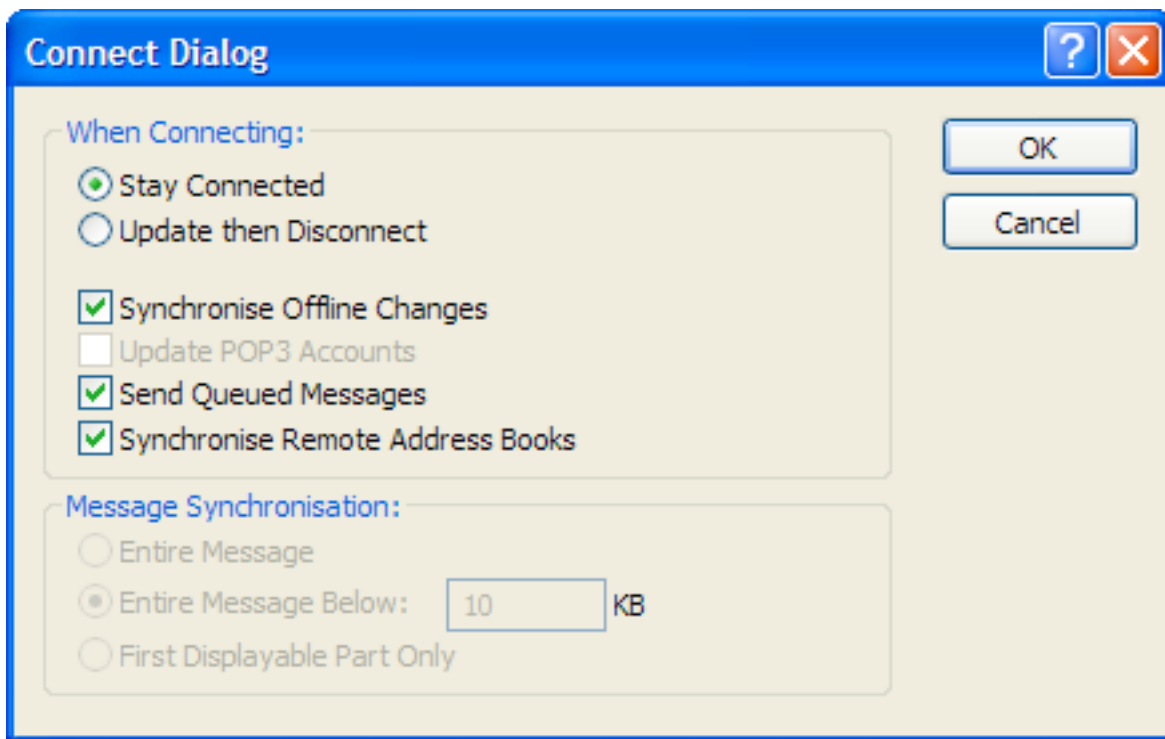 Connect Dialog
When Connecting:
OK
Stay Connected
Cancel
Update then Disconnect
Synchronise Offline Changes
Update POP3 Accounts
Send Queued Messages
Synchronise Remote Address Books
Message Synchronisation:
Entire Message
Entire Message Below: 10 KB
First Displayable Part Only